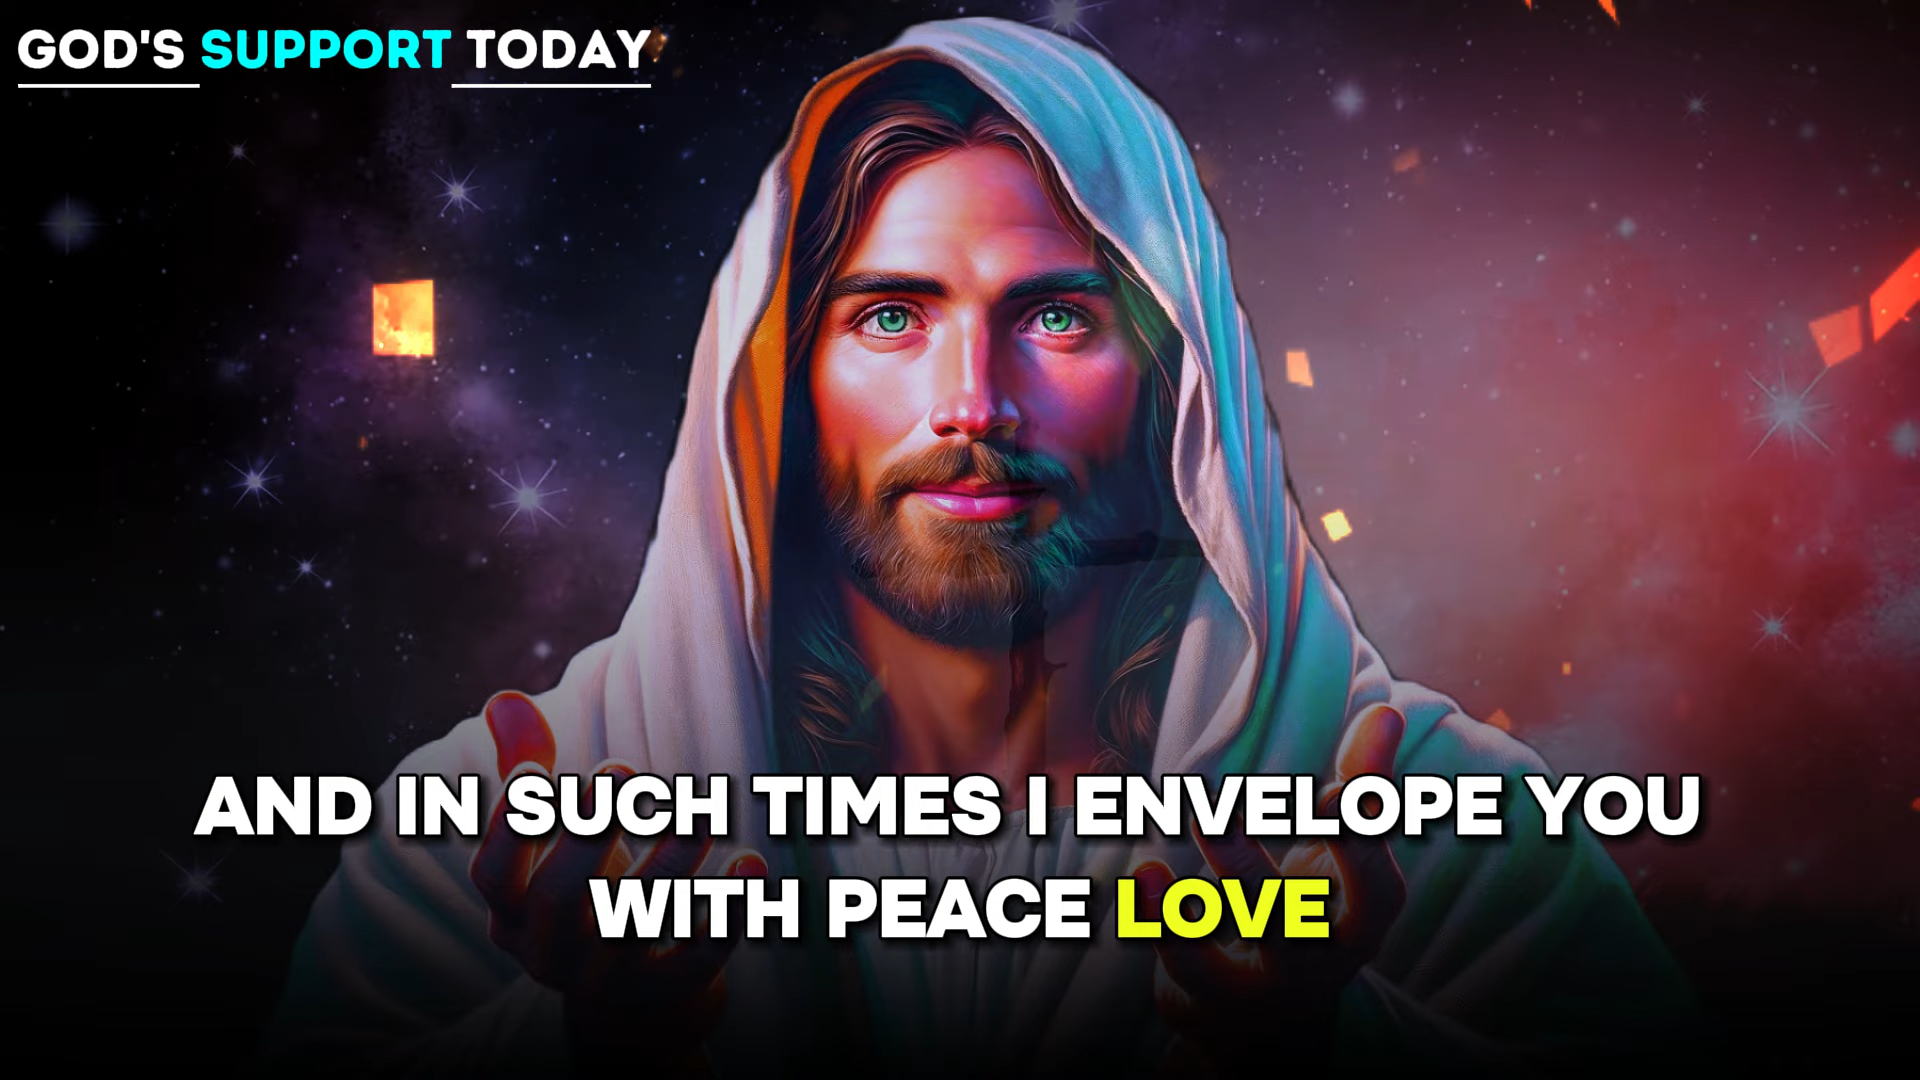 GOD'S SUPPORT TODAY
AND IN SUCH TIMES I ENVELOPE YOU
WITH PEACE LOVE